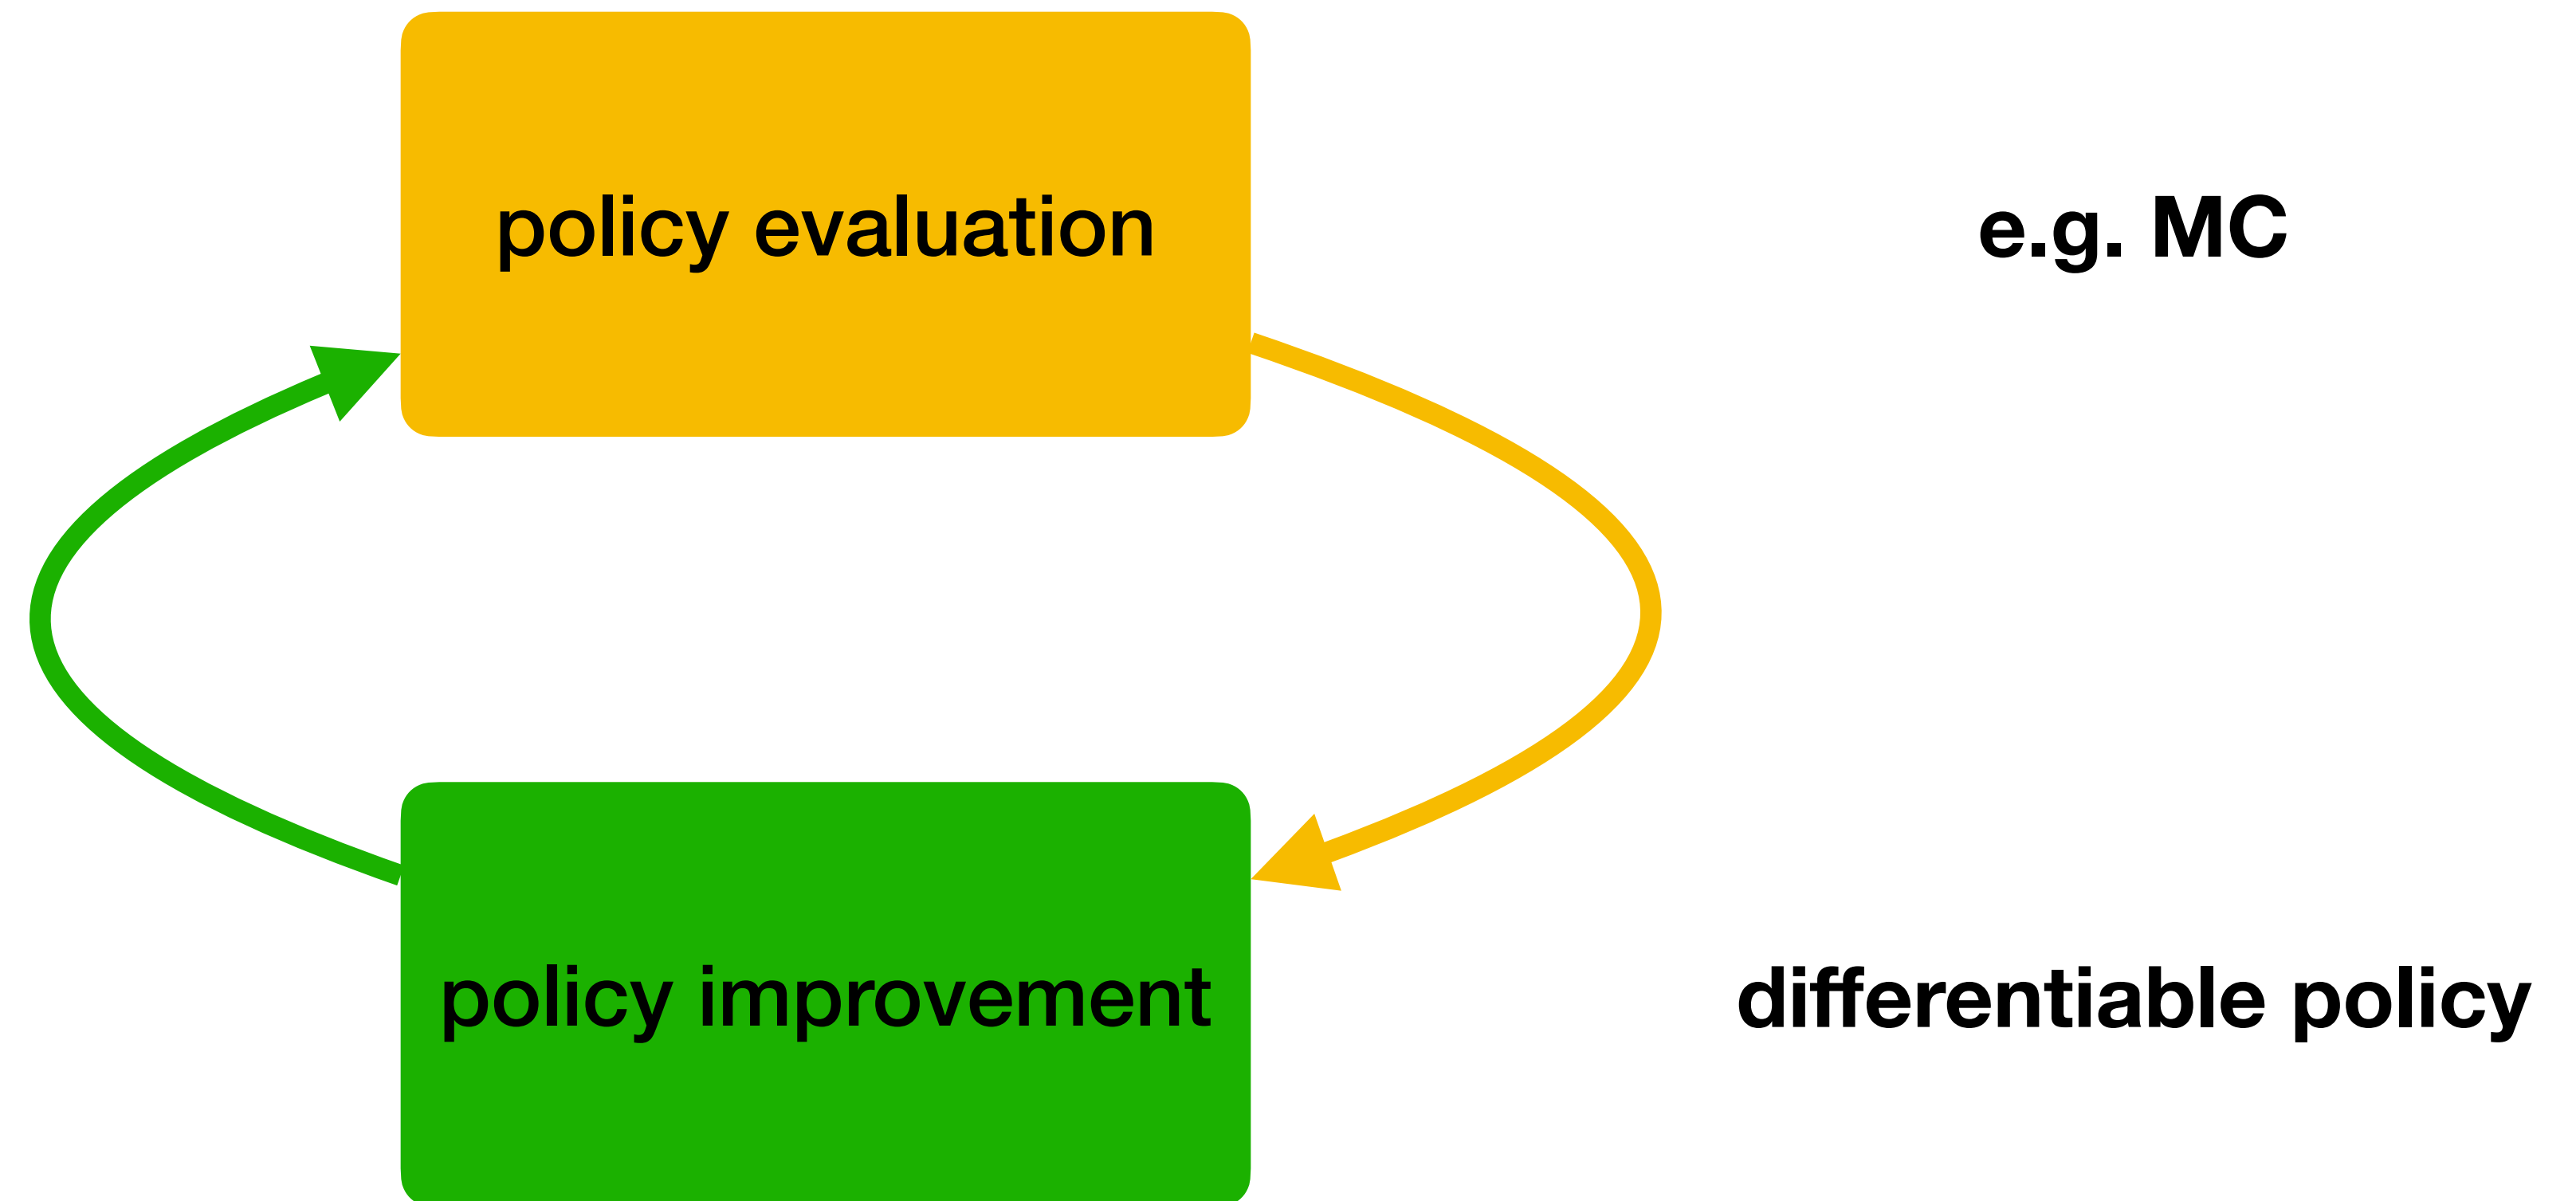 policy evaluation
e.g. MC
policy improvement
differentiable policy